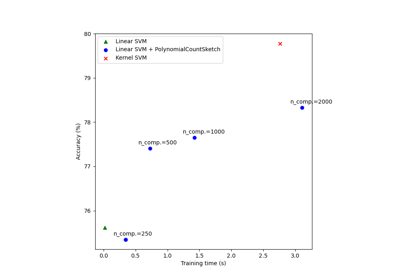 80
79
78
77
76
Accuracy (%)
Linear SVM
Linear SVM + PolynomialCountSketch
Kernel SVM
n_comp.=2000
n_comp.=1000
n_comp.=500
n_comp.=250
0.0 0.5 1.0 1.5 2.0 2.5 3.0
Training time (s)